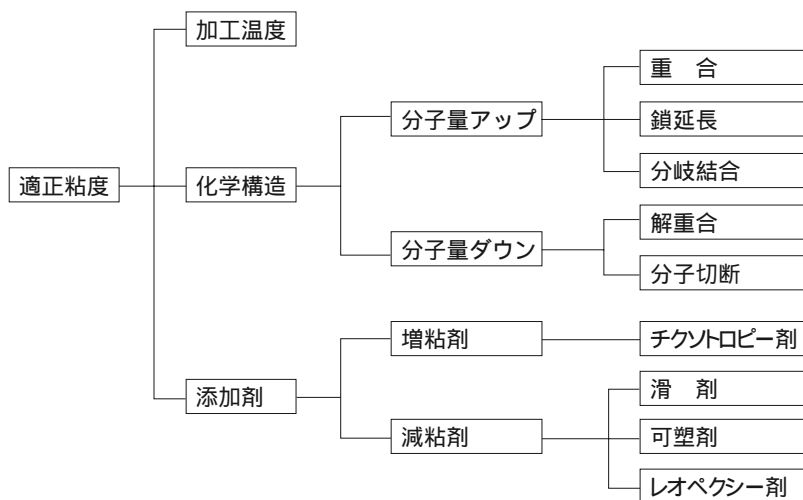 適正粘度
加工温度
化学構造
分子量アップ
重　合
鎖延長
分岐結合
分子量ダウン
解重合
分子切断
添加剤
増粘剤
チクソトロピー剤
減粘剤
滑　剤
可塑剤
レオペクシー剤